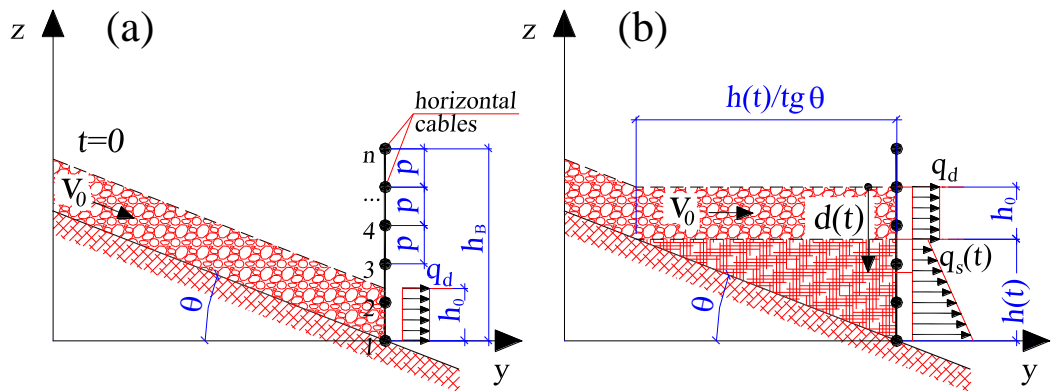 (a)
z
t=0
V0
θ
horizontal
cables
n
...
4
3
2
1
p
p
p
hB
qd
h0
y
(b)
z
h(t)/tg θ
V0
d(t)
qd
h0
qs(t)
h(t)
θ
y